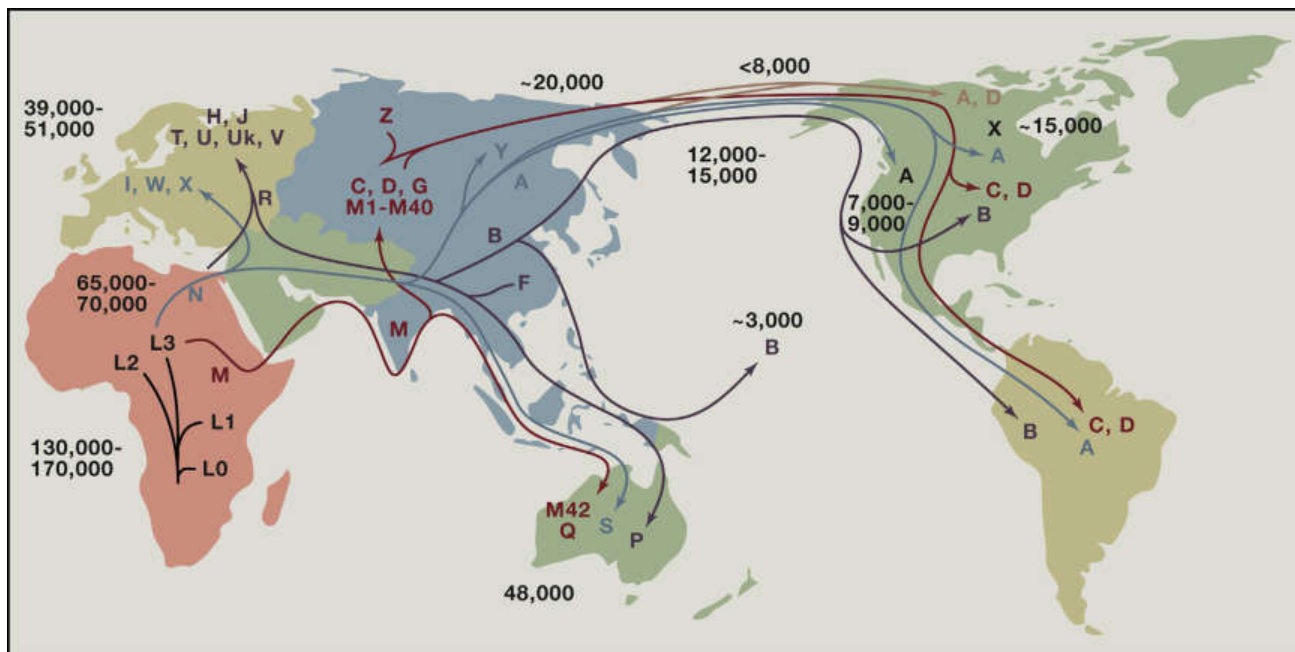 ~20,000
<8,000
39,000-
51,000
H, J
T, U, Uk, V
Z
A, D
X
~15,000
I, W, X
R
Y
A
C, D, G
M1-M40
12,000-
15,000
A
A
C, D
7,000-
9,000
B
B
65,000-
70,000
N
F
M
~3,000
B
L3
L2
M
L1
L0
130,000-
170,000
B
C, D
A
M42
Q
S
P
48,000